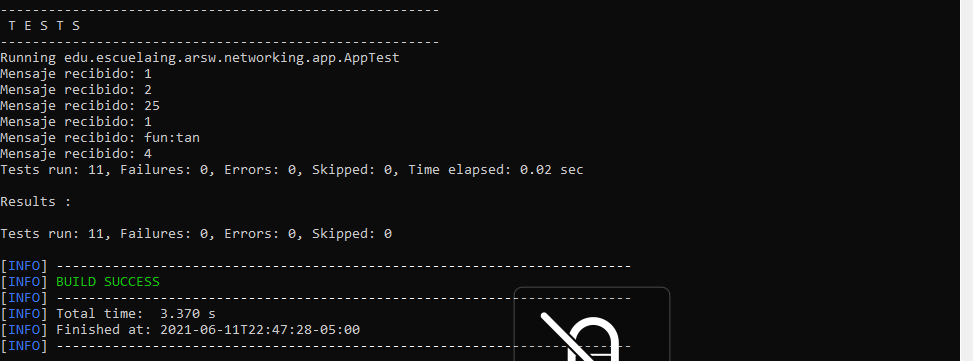 -------------------------------------------------------
 T E S T S
-------------------------------------------------------
Running edu.escuelaing.arsw.networking.app.AppTest
Mensaje recibido: 1
Mensaje recibido: 2
Mensaje recibido: 25
Mensaje recibido: 1
Mensaje recibido: fun:tan
Mensaje recibido: 4
Tests run: 11, Failures: 0, Errors: 0, Skipped: 0, Time elapsed: 0.02 sec

Results :

Tests run: 11, Failures: 0, Errors: 0, Skipped: 0

[INFO] ------------------------------------------------------------------------
[INFO] BUILD SUCCESS
[INFO] ------------------------------------------------------------------------
[INFO] Total time:  3.370 s
[INFO] Finished at: 2021-06-11T22:47:28-05:00
[INFO] ------------------------------------------------------------------------